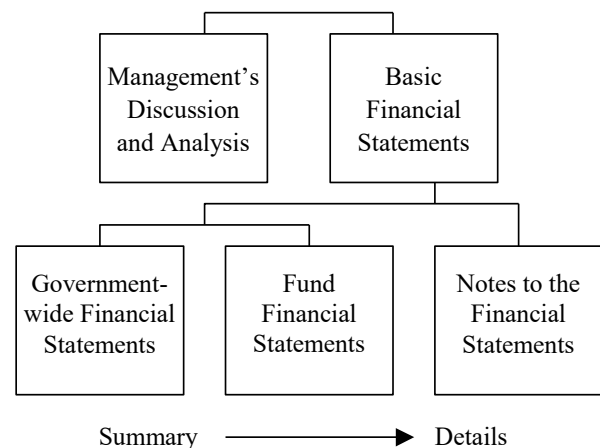 Management’s
Discussion
and Analysis
Basic
Financial
Statements
Government-
wide Financial
Statements
Fund
Financial
Statements
Notes to the
Financial
Statements
Summary
Details